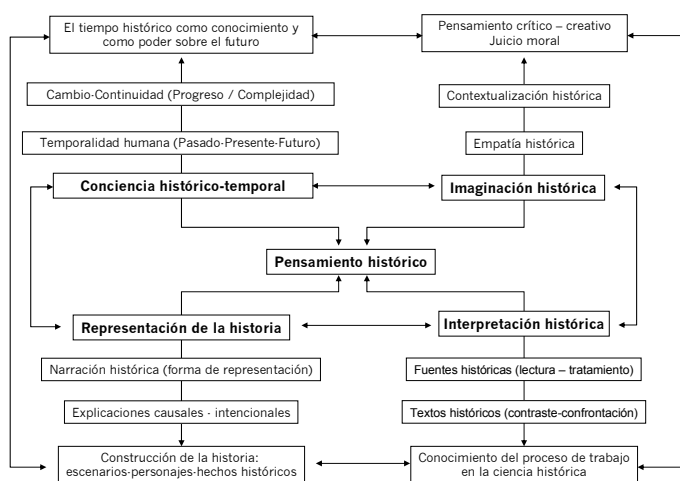 El tiempo histórico como conocimiento y
como poder sobre el futuro
Pensamiento crítico – creativo
Juicio moral
Cambio-Continuidad (Progreso / Complejidad)
Contextualización histórica
Temporalidad humana (Pasado-Presente-Futuro)
Empatía histórica
Conciencia histórico-temporal
Imaginación histórica
Pensamiento histórico
Representación de la historia
Interpretación histórica
Narración histórica (forma de representación)
Fuentes históricas (lectura – tratamiento)
Explicaciones causales - intencionales
Textos históricos (contraste-confrontación)
Construcción de la historia:
escenarios-personajes-hechos históricos
Conocimiento del proceso de trabajo
en la ciencia histórica